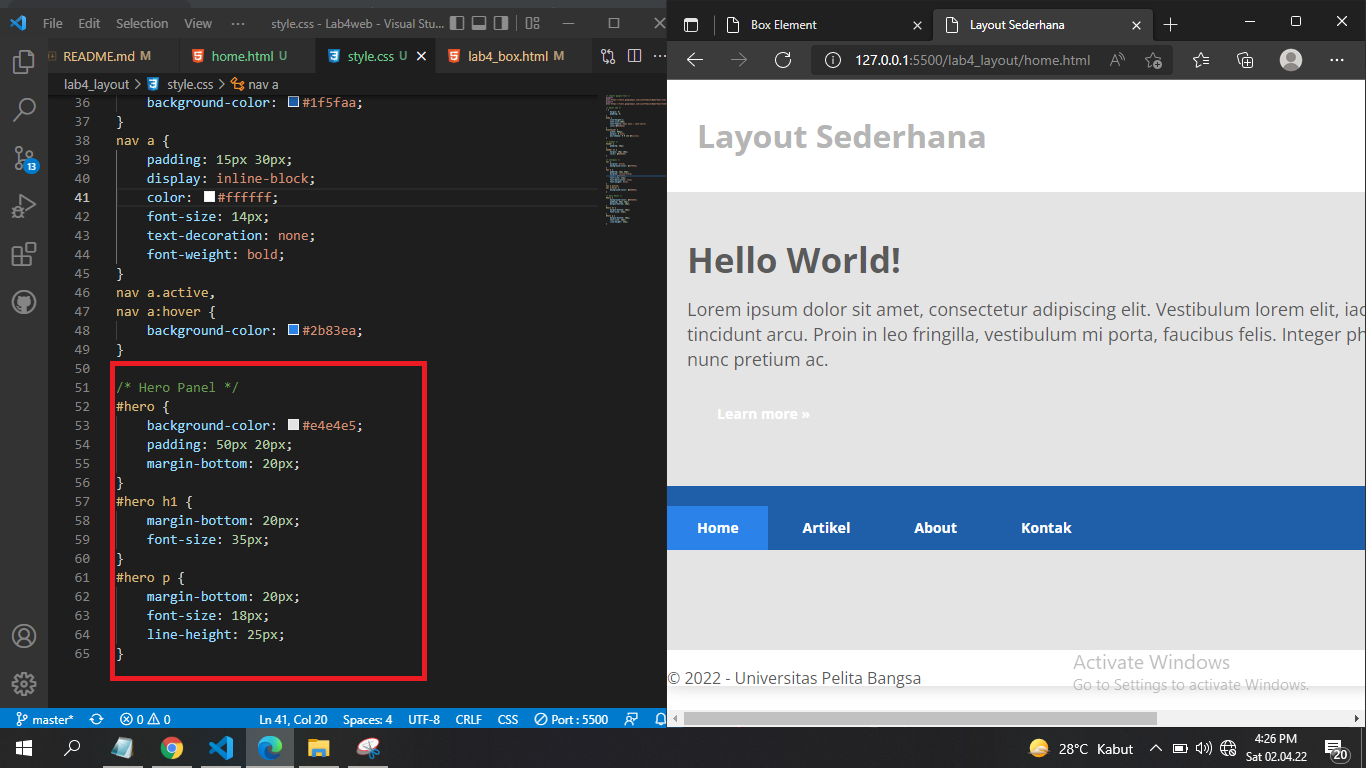 File Edit Selection View ··· style.css - Lab4web - Visual Stu...
README.md M home.html U style.css U lab4_box.html M ···
lab4_layout > style.css > nav a
36 background-color: #1f5faa;
37 }
38 nav a {
39 padding: 15px 30px;
40 display: inline-block;
41 color: #ffffff;
42 font-size: 14px;
43 text-decoration: none;
44 font-weight: bold;
45 }
46 nav a.active,
47 nav a:hover {
48 background-color: #2b83ea;
49 }
50
51 /* Hero Panel */
52 #hero {
53 background-color: #e4e4e5;
54 padding: 50px 20px;
55 margin-bottom: 20px;
56 }
57 #hero h1 {
58 margin-bottom: 20px;
59 font-size: 35px;
60 }
61 #hero p {
62 margin-bottom: 20px;
63 font-size: 18px;
64 line-height: 25px;
65 }
13
master* 0 0 Ln 41, Col 20 Spaces: 4 UTF-8 CRLF CSS Port : 5500
Box Element Layout Sederhana
127.0.0.1:5500/lab4_layout/home.html
Layout Sederhana
Hello World!
Lorem ipsum dolor sit amet, consectetur adipiscing elit. Vestibulum lorem elit, iac
tincidunt arcu. Proin in leo fringilla, vestibulum mi porta, faucibus felis. Integer ph
nunc pretium ac.
Learn more »
Home Artikel About Kontak
© 2022 - Universitas Pelita Bangsa
Activate Windows
Go to Settings to activate Windows.
28°C Kabut
4:26 PM
Sat 02.04.22
20